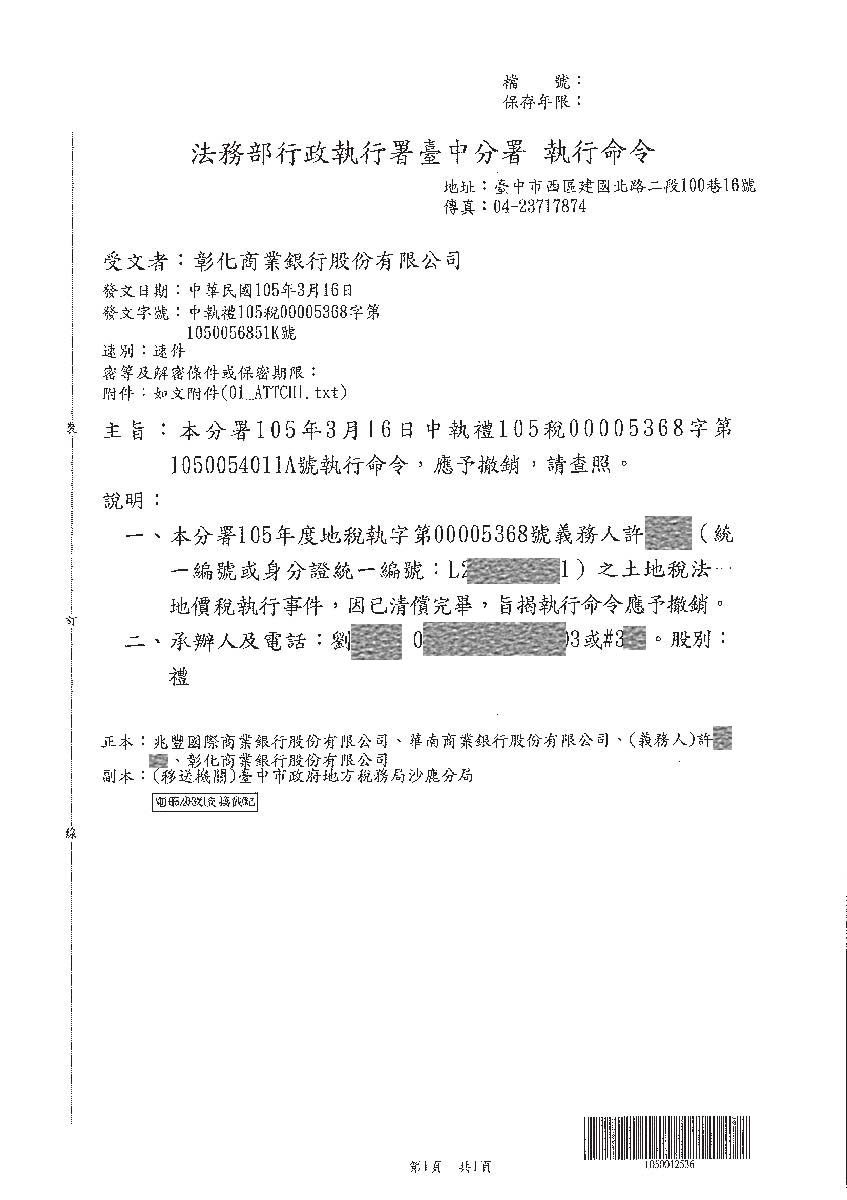 檔　　號：
保存年限：
法務部行政執行署臺中分署 執行命令
地址：臺中市西區建國北路二段100巷16號
傳真：04-23717874
受文者：彰化商業銀行股份有限公司
發文日期：中華民國105年3月16日
發文字號：中執禮105稅00005368字第
1050056851K號
速別：速件
密等及解密條件或保密期限：
附件：如文附件(01_ATTCH1.txt)
主旨：本分署105年3月16日中執禮105稅00005368字第
1050054011A號執行命令，應予撤銷，請查照。
說明：
一、本分署105年度地稅執字第00005368號義務人許（統
一編號或身分證統一編號：L2 1）之土地稅法－
地價稅執行事件，因已清償完畢，旨揭執行命令應予撤銷。
二、承辦人及電話：劉 0 03或#3 。股別：
禮
正本：兆豐國際商業銀行股份有限公司、華南商業銀行股份有限公司、(義務人)許
、彰化商業銀行股份有限公司
副本：(移送機關)臺中市政府地方稅務局沙鹿分局
裝
訂
線
1050012536
第1頁　共1頁